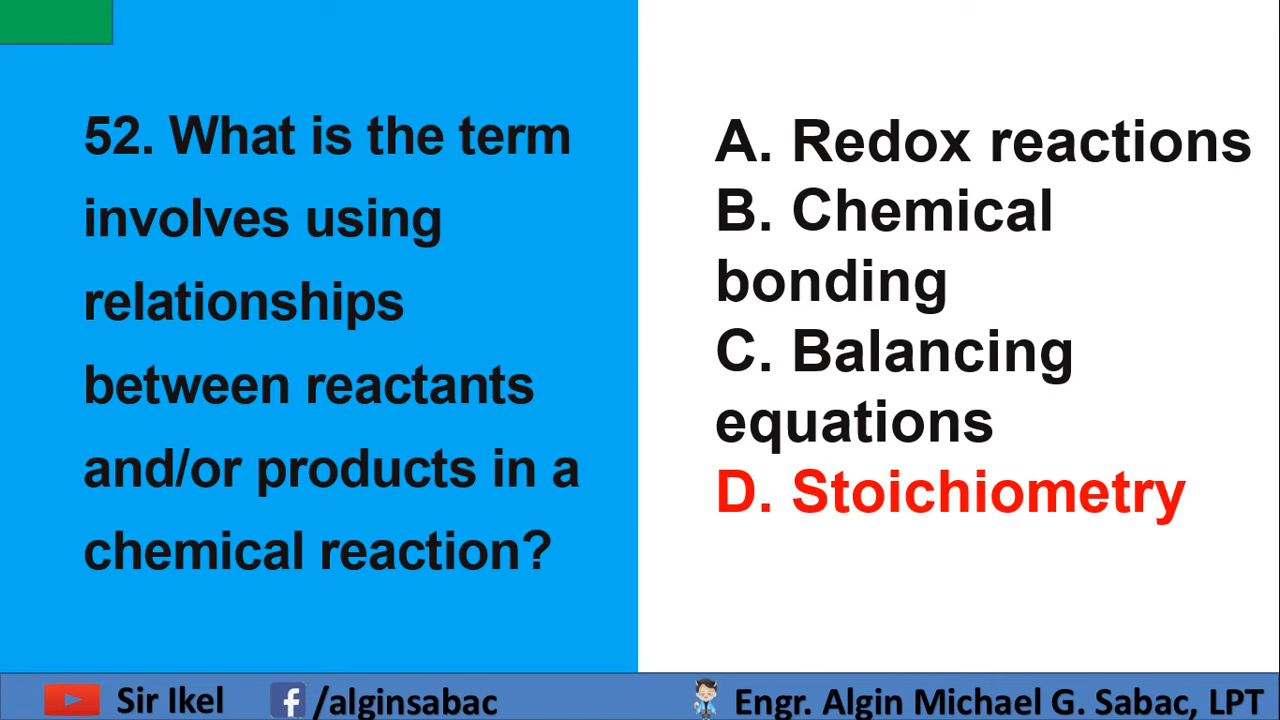 52. What is the term
involves using
relationships
between reactants
and/or products in a
chemical reaction?
A. Redox reactions
B. Chemical
bonding
C. Balancing
equations
D. Stoichiometry
Sir Ikel
/alginsabac
Engr. Algin Michael G. Sabac, LPT